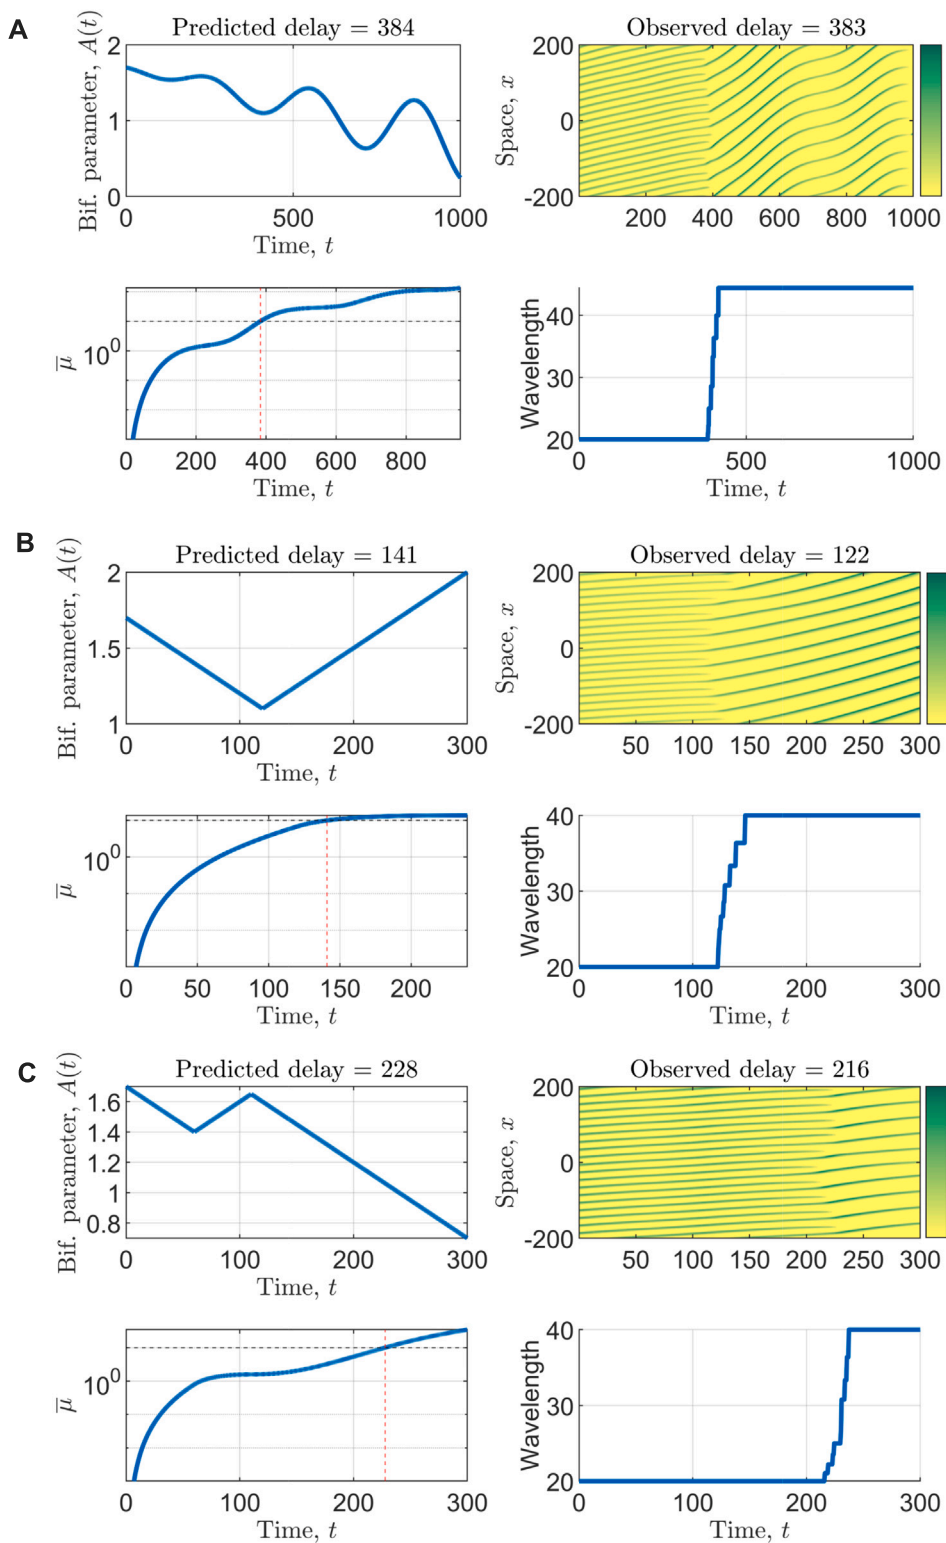 A
Predicted delay = 384
Bif. parameter, A(t)
2
1
0
0 500 1000
Time, t
Observed delay = 383
Space, x
200
0
-200
200 400 600 800 1000
μ̅
10⁰
0 200 400 600 800
Time, t
Wavelength
40
30
20
0 500 1000
Time, t
B
Predicted delay = 141
Bif. parameter, A(t)
2
1.5
1
0 100 200 300
Time, t
Observed delay = 122
Space, x
200
0
-200
50 100 150 200 250 300
μ̅
10⁰
0 50 100 150 200
Time, t
Wavelength
40
30
20
0 100 200 300
Time, t
C
Predicted delay = 228
Bif. parameter, A(t)
1.6
1.4
1.2
1
0.8
0 100 200 300
Time, t
Observed delay = 216
Space, x
200
0
-200
50 100 150 200 250 300
μ̅
10⁰
0 100 200 300
Time, t
Wavelength
40
30
20
0 100 200 300
Time, t